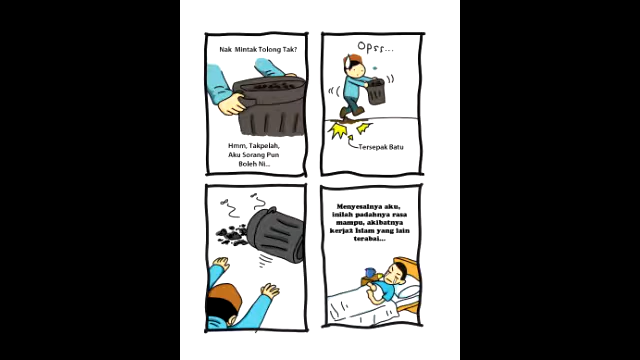 Nak Mintak Tolong Tak?
Hmm, Takpelah,
Aku Sorang Pun
Boleh Ni...
Opss...
Tersepak Batu
Menyesalnya aku,
inilah padahnya rasa
mampu, akibatnya
kerja2 Islam yang lain
terabai...